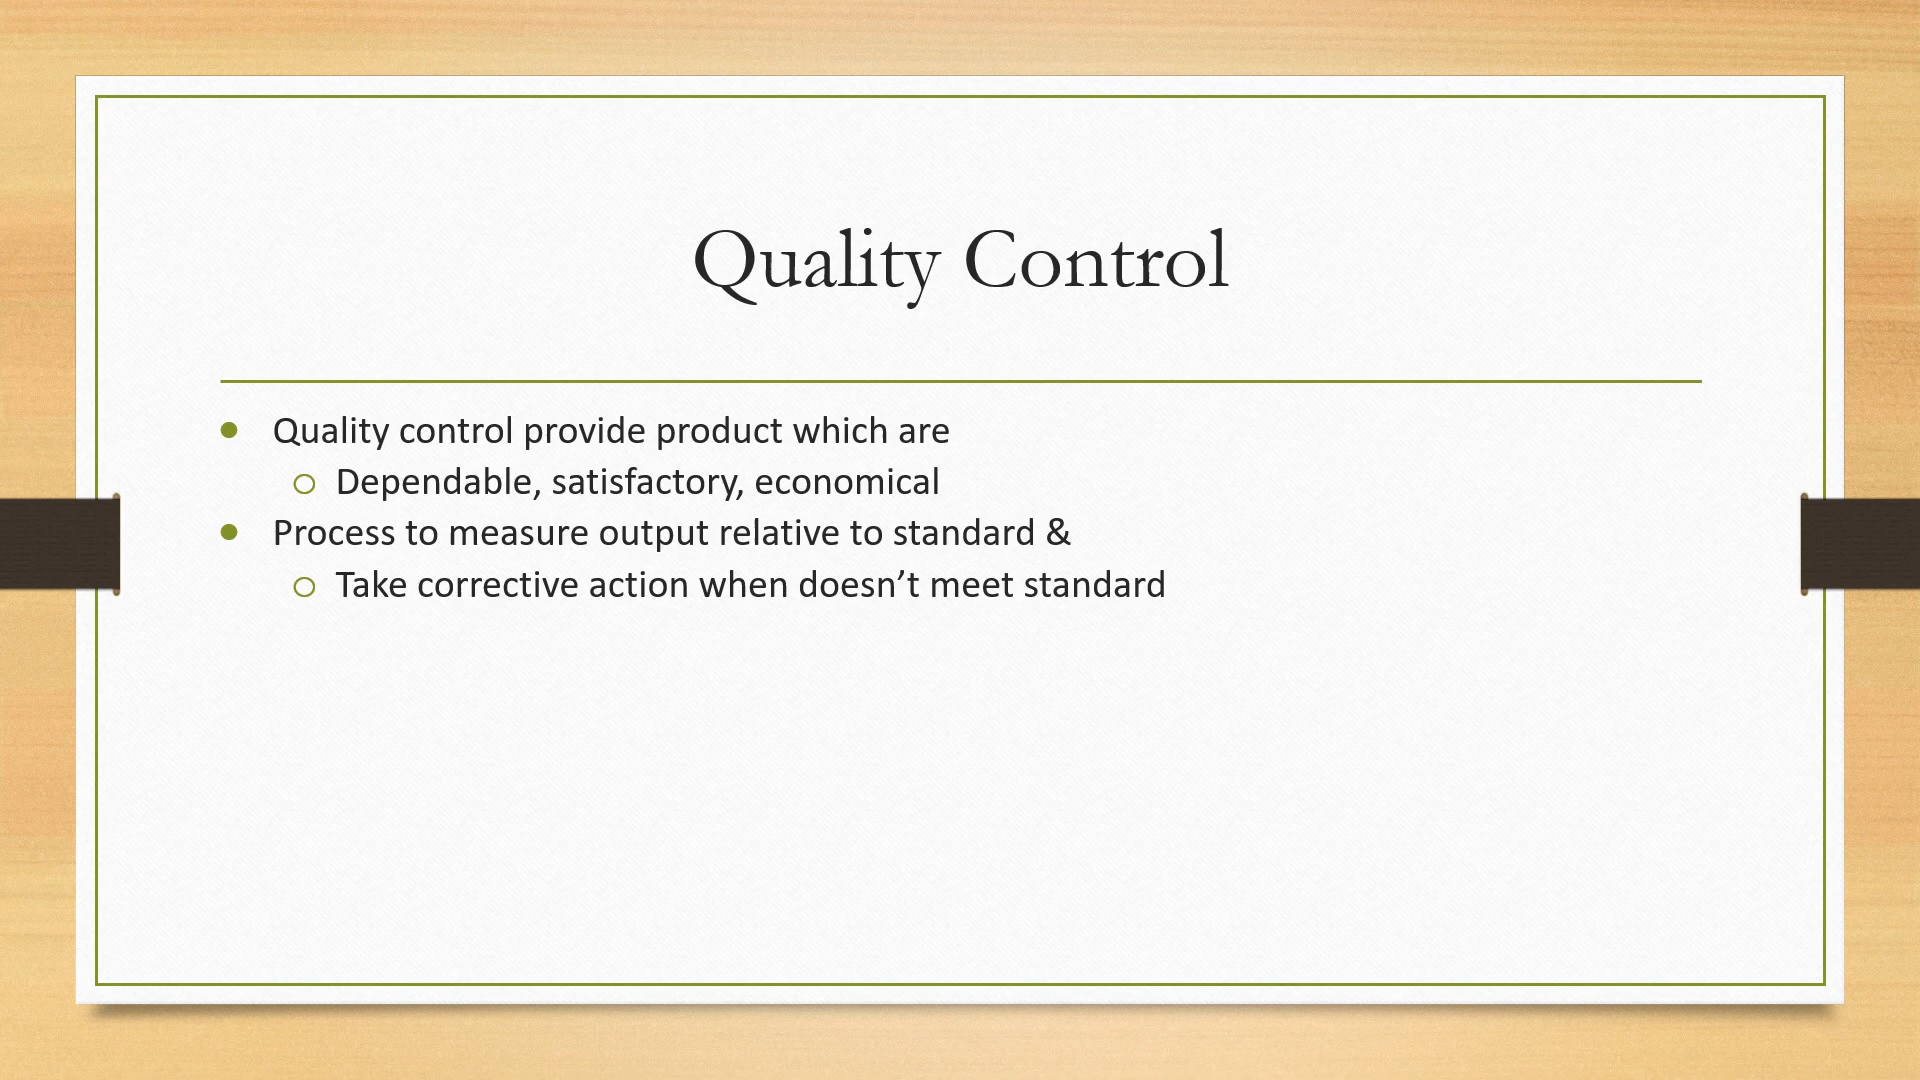 Quality Control
Quality control provide product which are
Dependable, satisfactory, economical
Process to measure output relative to standard &
Take corrective action when doesn’t meet standard